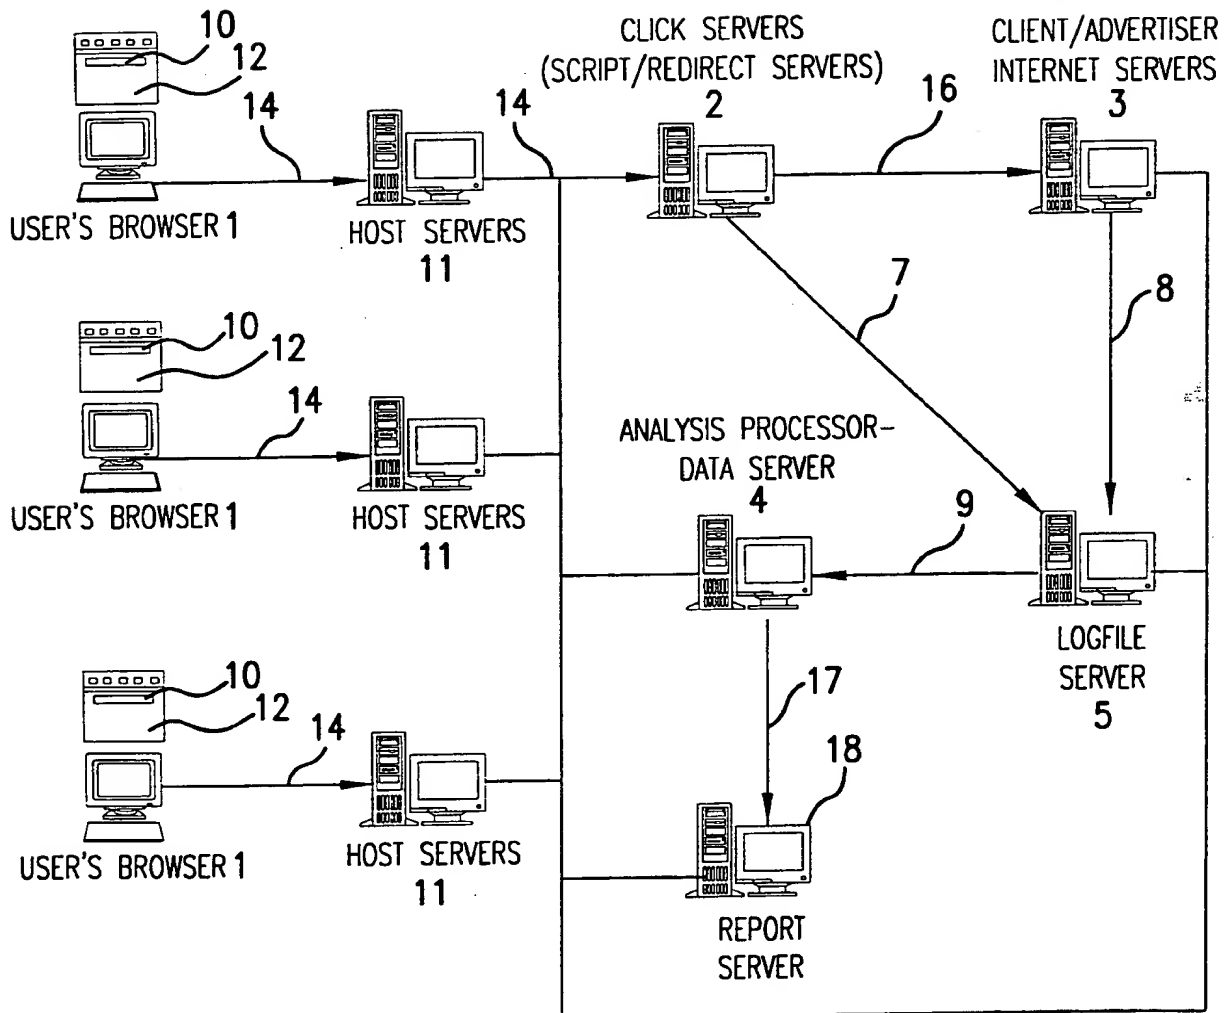 10
12
14
USER'S BROWSER 1
HOST SERVERS
11
14
CLICK SERVERS
(SCRIPT/REDIRECT SERVERS)
2
16
CLIENT/ADVERTISER
INTERNET SERVERS
3
7
8
10
12
14
USER'S BROWSER 1
HOST SERVERS
11
ANALYSIS PROCESSOR-
DATA SERVER
4
9
LOGFILE
SERVER
5
10
12
14
USER'S BROWSER 1
HOST SERVERS
11
17
18
REPORT
SERVER